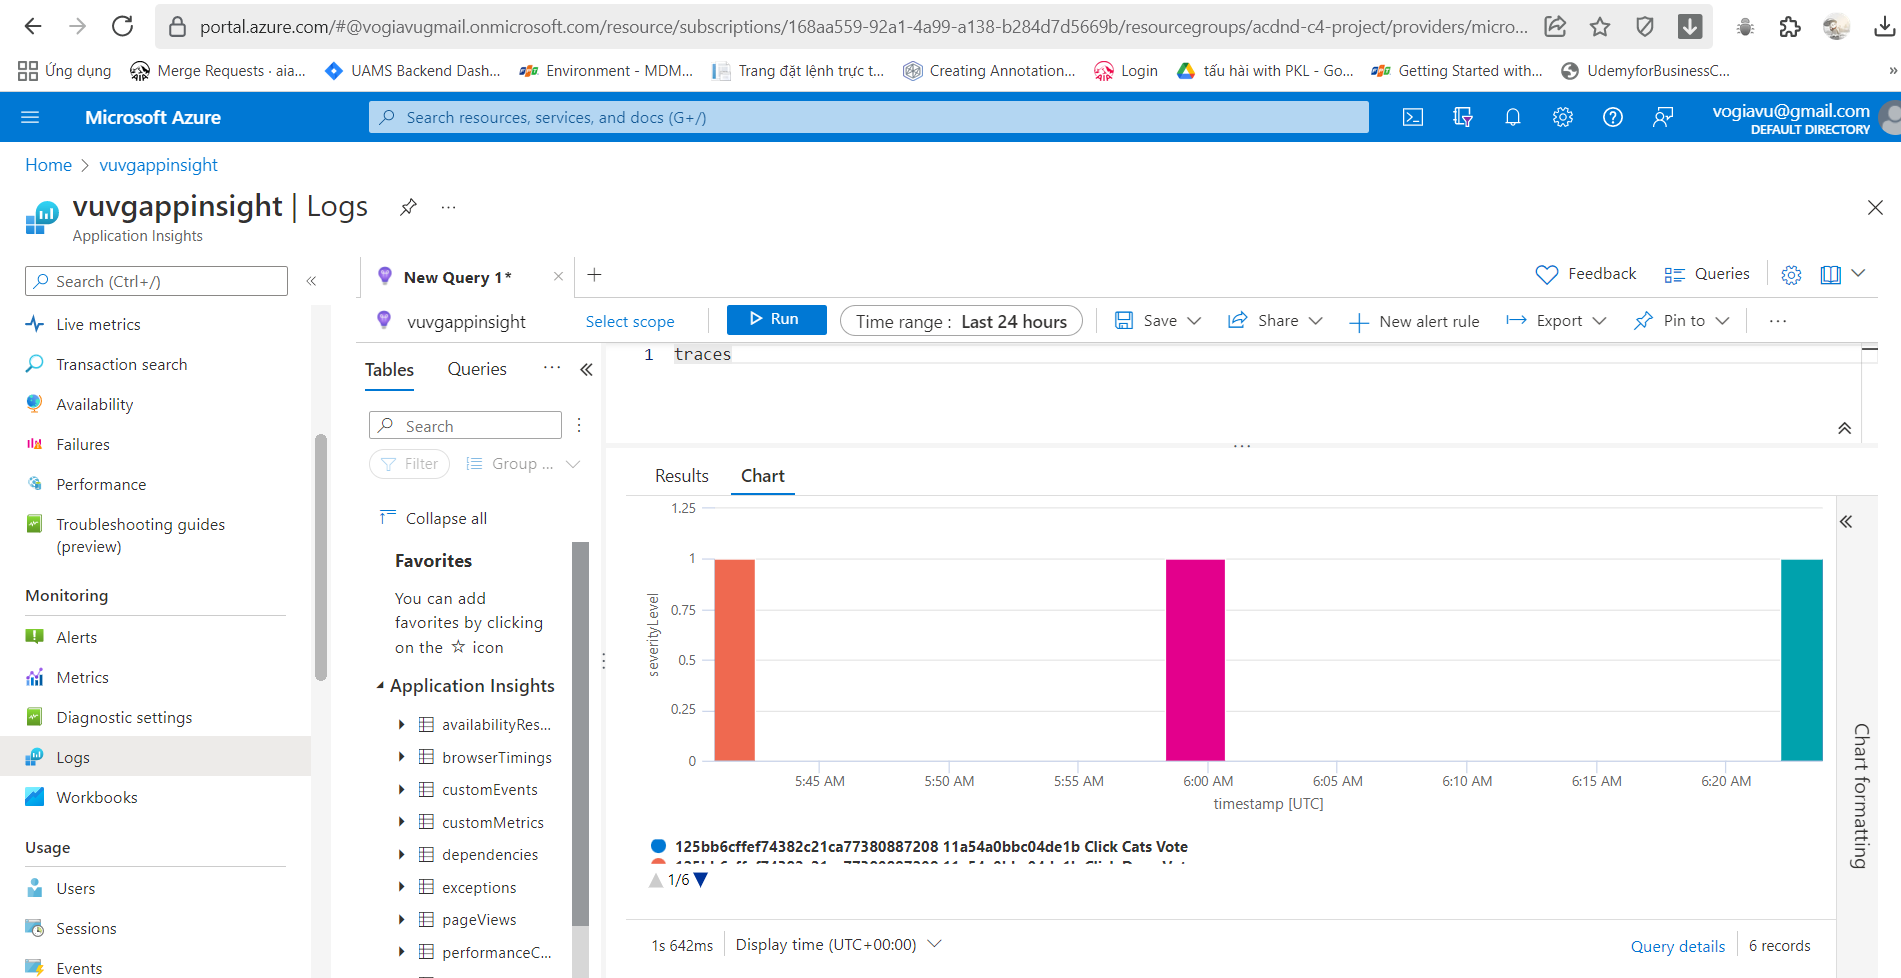 portal.azure.com/#@vogiavugmail.onmicrosoft.com/resource/subscriptions/168aa559-92a1-4a99-a138-b284d7d5669b/resourcegroups/acdnd-c4-project/providers/micro...
Ứng dụng Merge Requests · aia... UAMS Backend Dash... Environment - MDM... Trang đặt lệnh trực t... Creating Annotation... Login tấu hài with PKL - Go... Getting Started with... UdemyforBusinessC... »
Microsoft Azure
Search resources, services, and docs (G+/)
vogiavu@gmail.com
DEFAULT DIRECTORY
Home > vuvgappinsight
vuvgappinsight | Logs
Application Insights
Search (Ctrl+/)
Live metrics
Transaction search
Availability
Failures
Performance
Troubleshooting guides
(preview)
Monitoring
Alerts
Metrics
Diagnostic settings
Logs
Workbooks
Usage
Users
Sessions
Events
New Query 1*
Feedback
Queries
vuvgappinsight
Select scope
Run
Time range : Last 24 hours
Save
Share
New alert rule
Export
Pin to
Tables
Queries
Search
Filter
Group ...
Collapse all
Favorites
You can add
favorites by clicking
on the ☆ icon
Application Insights
availabilityRes...
browserTimings
customEvents
customMetrics
dependencies
exceptions
pageViews
performanceC...
1 traces
Results
Chart
1.25
1
0.75
0.5
0.25
0
severityLevel
5:45 AM 5:50 AM 5:55 AM 6:00 AM 6:05 AM 6:10 AM 6:15 AM 6:20 AM
timestamp [UTC]
125bb6cffef74382c21ca77380887208 11a54a0bbc04de1b Click Cats Vote
1/6
Chart formatting
1s 642ms
Display time (UTC+00:00)
Query details
6 records